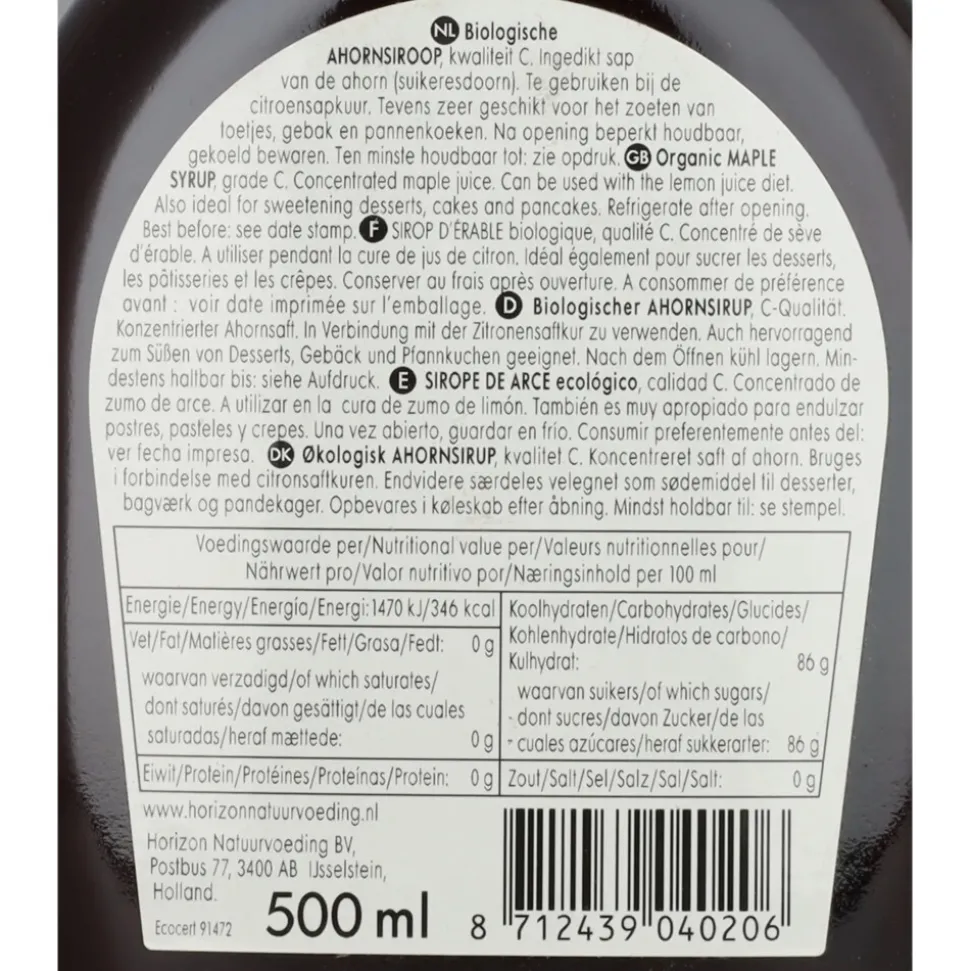 NL Biologische
AHORNSIROOP, kwaliteit C. Ingedikt sap
van de ahorn (suikeresdoorn). Te gebruiken bij de
citroensapkuur. Tevens zeer geschikt voor het zoeten van
toetjes, gebak en pannenkoeken. Na opening beperkt houdbaar,
gekoeld bewaren. Ten minste houdbaar tot: zie opdruk. GB Organic MAPLE
SYRUP, grade C. Concentrated maple juice. Can be used with the lemon juice diet.
Also ideal for sweetening desserts, cakes and pancakes. Refrigerate after opening.
Best before: see date stamp. F SIROP D'ÉRABLE biologique, qualité C. Concentré de sève
d'érable. A utiliser pendant la cure de jus de citron. Idéal également pour sucrer les desserts,
les pâtisseries et les crêpes. Conserver au frais après ouverture. A consommer de préférence
avant : voir date imprimée sur l'emballage. D Biologischer AHORNSIRUP, C-Qualität.
Konzentrierter Ahornsaft. In Verbindung mit der Zitronensaftkur zu verwenden. Auch hervorragend
zum Süßen von Desserts, Gebäck und Pfannkuchen geeignet. Nach dem Öffnen kühl lagern. Min-
destens haltbar bis: siehe Aufdruck. E SIROPE DE ARCE ecológico, calidad C. Concentrado de
zumo de arce. A utilizar en la cura de zumo de limón. También es muy apropiado para endulzar
postres, pasteles y crepes. Una vez abierto, guardar en frío. Consumir preferentemente antes del:
ver fecha impresa. DK Økologisk AHORNSIRUP, kvalitet C. Koncentreret saft af ahorn. Bruges
i forbindelse med citronsaftkuren. Endvidere særdeles velegnet som sødemiddel til desserter,
bagværk og pandekager. Opbevares i køleskab efter åbning. Mindst holdbar til: se stempel.
Voedingswaarde per/Nutritional value per/Valeurs nutritionnelles pour/
Nährwert pro/Valor nutritivo por/Næringsinhold per 100 ml
Energie/Energy/Energía/Energi: 1470 kJ/346 kcal
Vet/Fat/Matières grasses/Fett/Grasa/Fedt: 0 g
waarvan verzadigd/of which saturates/
dont saturés/davon gesättigt/de las cuales
saturadas/heraf mættede: 0 g
Eiwit/Protein/Protéines/Proteínas/Protein: 0 g
Koolhydraten/Carbohydrates/Glucides/
Kohlenhydrate/Hidratos de carbono/
Kulhydrat: 86 g
waarvan suikers/of which sugars/
dont sucres/davon Zucker/de las
cuales azúcares/heraf sukkerarter: 86 g
Zout/Salt/Sel/Salz/Sal/Salt: 0 g
www.horizonnatuurvoeding.nl
Horizon Natuurvoeding BV,
Postbus 77, 3400 AB IJsselstein,
Holland.
Ecocert 91472
500 ml
8 712439 040206